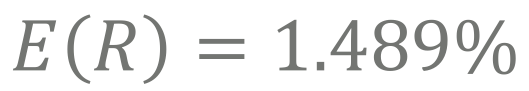 E(R) = 1.489%